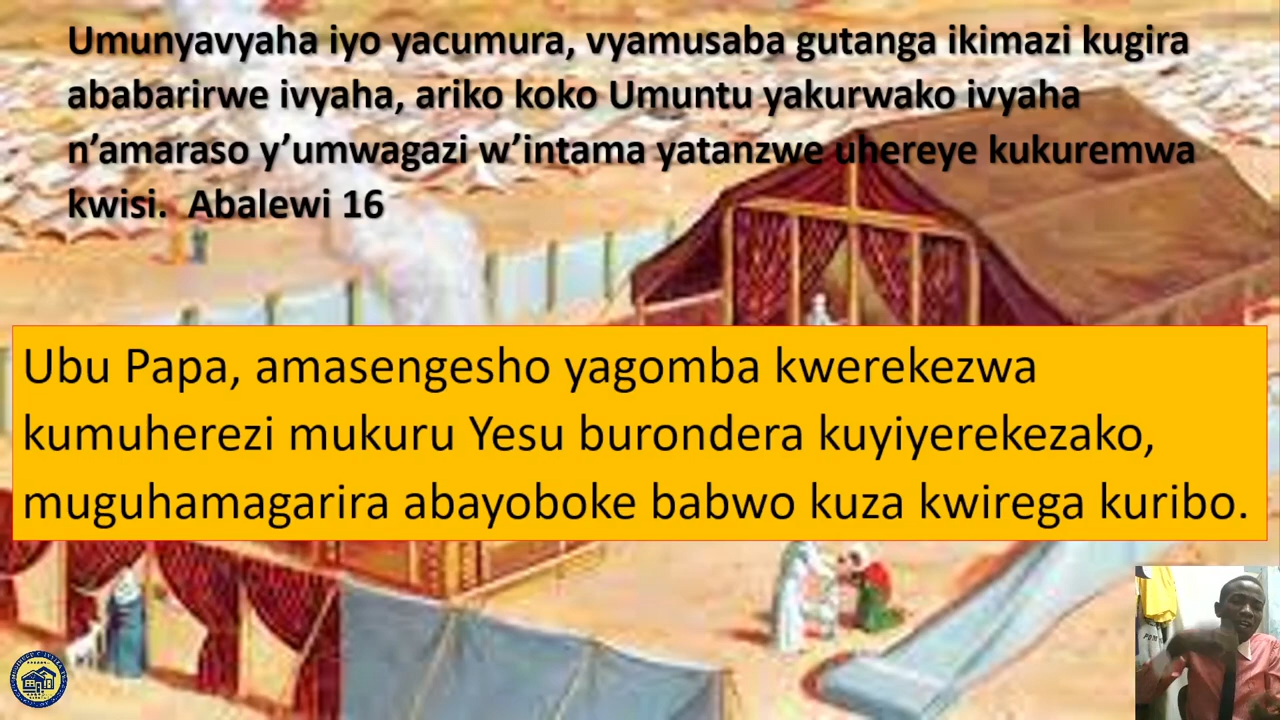 Umunyavyaha iyo yacumura, vyamusaba gutanga ikimazi kugira
ababarirwe ivyaha, ariko koko Umuntu yakurwako ivyaha
n’amaraso y’umwagazi w’intama yatanzwe uhereye kukuremwa
kwisi.  Abalewi 16
Ubu Papa, amasengesho yagomba kwerekezwa
kumuherezi mukuru Yesu burondera kuyiyerekezako,
muguhamagarira abayoboke babwo kuza kwirega kuribo.